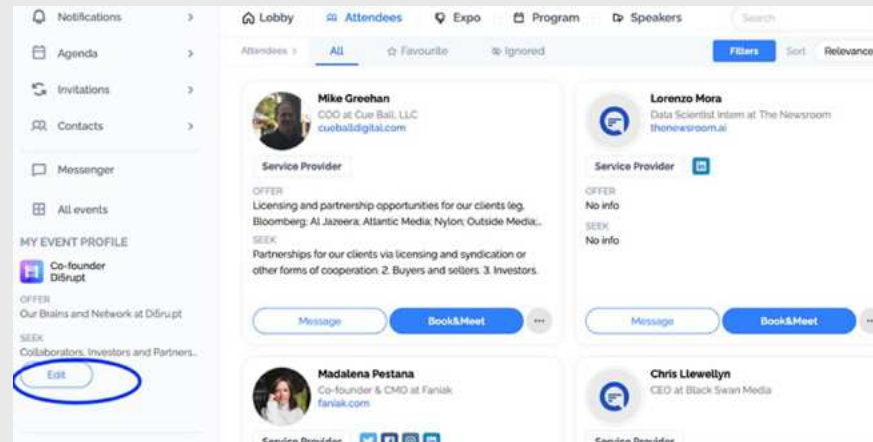 Notifications
Agenda
Invitations
Contacts
Messenger
All events
MY EVENT PROFILE
Co-founder
Di5rupt
OFFER
Our Brains and Network at Di5rupt
SEEK
Collaborators, Investors and Partners..
Edit
Lobby
Attendees
Expo
Program
Speakers
Search
Attendees
All
Favourite
Ignored
Filters
Sort
Relevance
Mike Greehan
COO at Cue Ball, LLC
cueballdigital.com
Service Provider
OFFER
Licensing and partnership opportunities for our clients (eg,
Bloomberg; Al Jazeera; Atlantic Media; Nylon; Outside Media;..
SEEK
Partnerships for our clients via licensing and syndication or
other forms of cooperation. 2. Buyers and sellers. 3. Investors.
Message
Book&Meet
Lorenzo Mora
Data Scientist Intern at The Newsroom
thenewsroom.ai
Service Provider
in
OFFER
No info
SEEK
No info
Message
Book&Meet
Madalena Pestana
Co-founder & CMO at Faniak
faniak.com
Service Provider
Chris Llewellyn
CEO at Black Swan Media
Service Provider